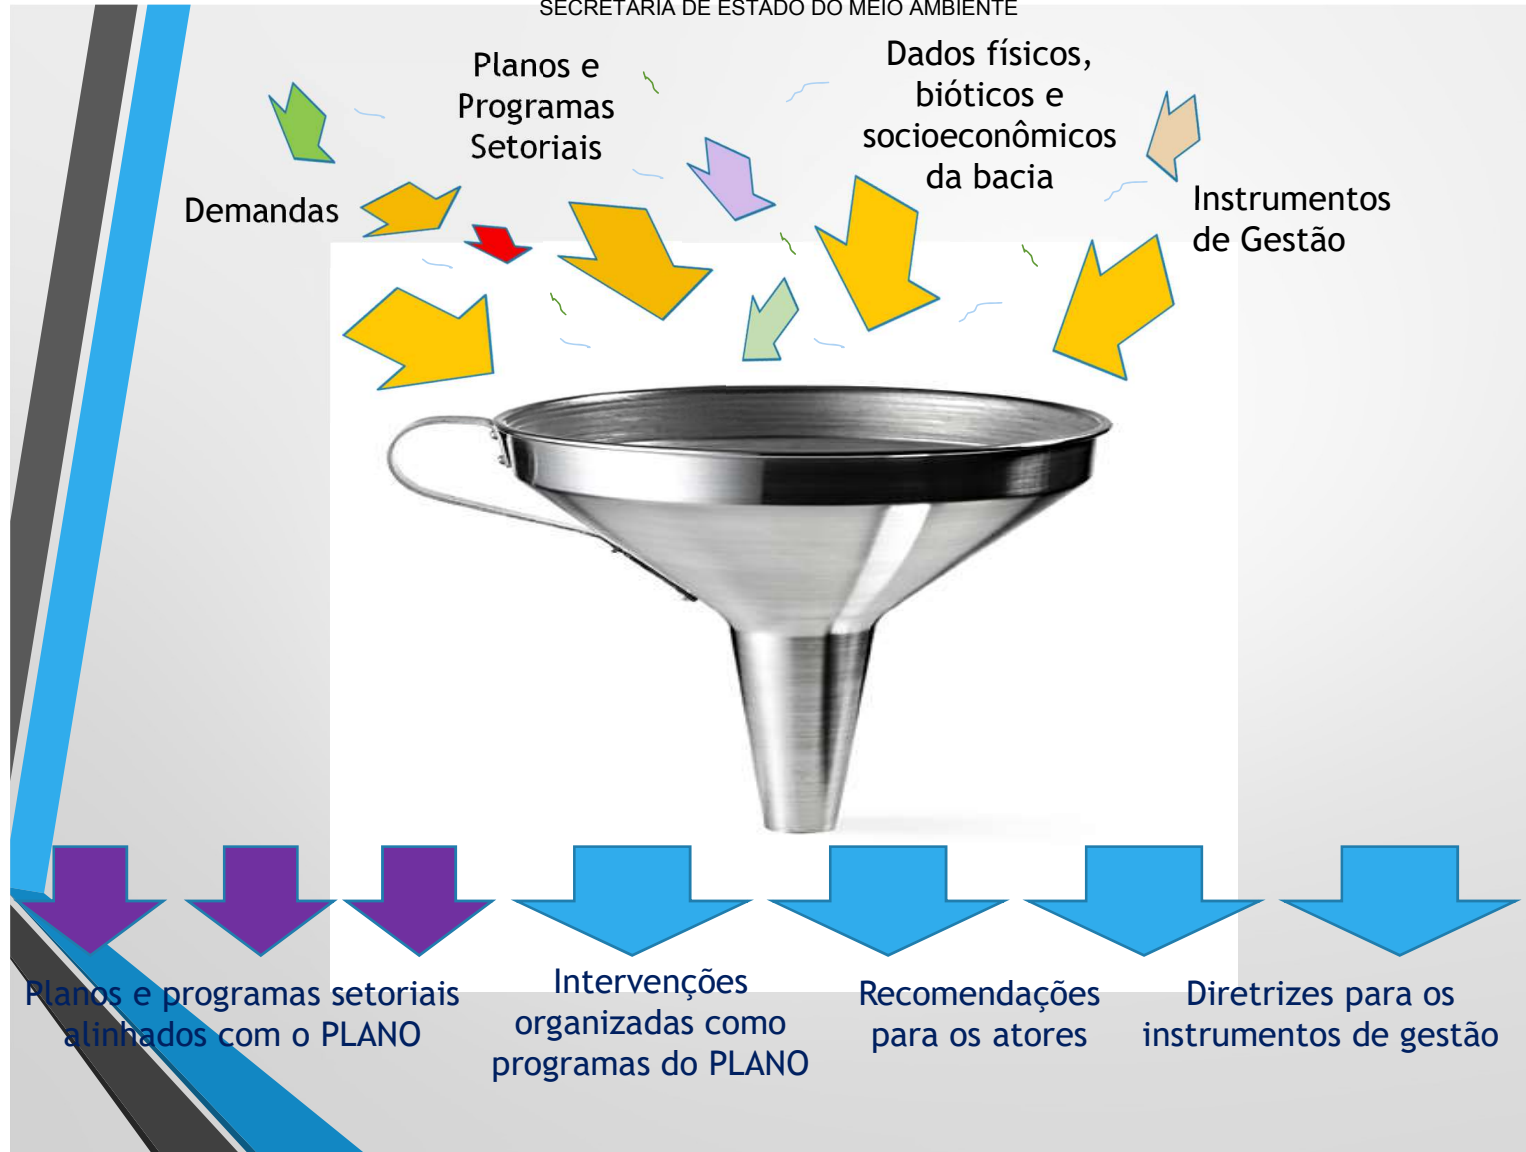 SECRETARIA DE ESTADO DO MEIO AMBIENTE
Planos e
Programas
Setoriais
Dados físicos,
bióticos e
socioeconômicos
da bacia
Demandas
Instrumentos
de Gestão
Planos e programas setoriais
alinhados com o PLANO
Intervenções
organizadas como
programas do PLANO
Recomendações
para os atores
Diretrizes para os
instrumentos de gestão